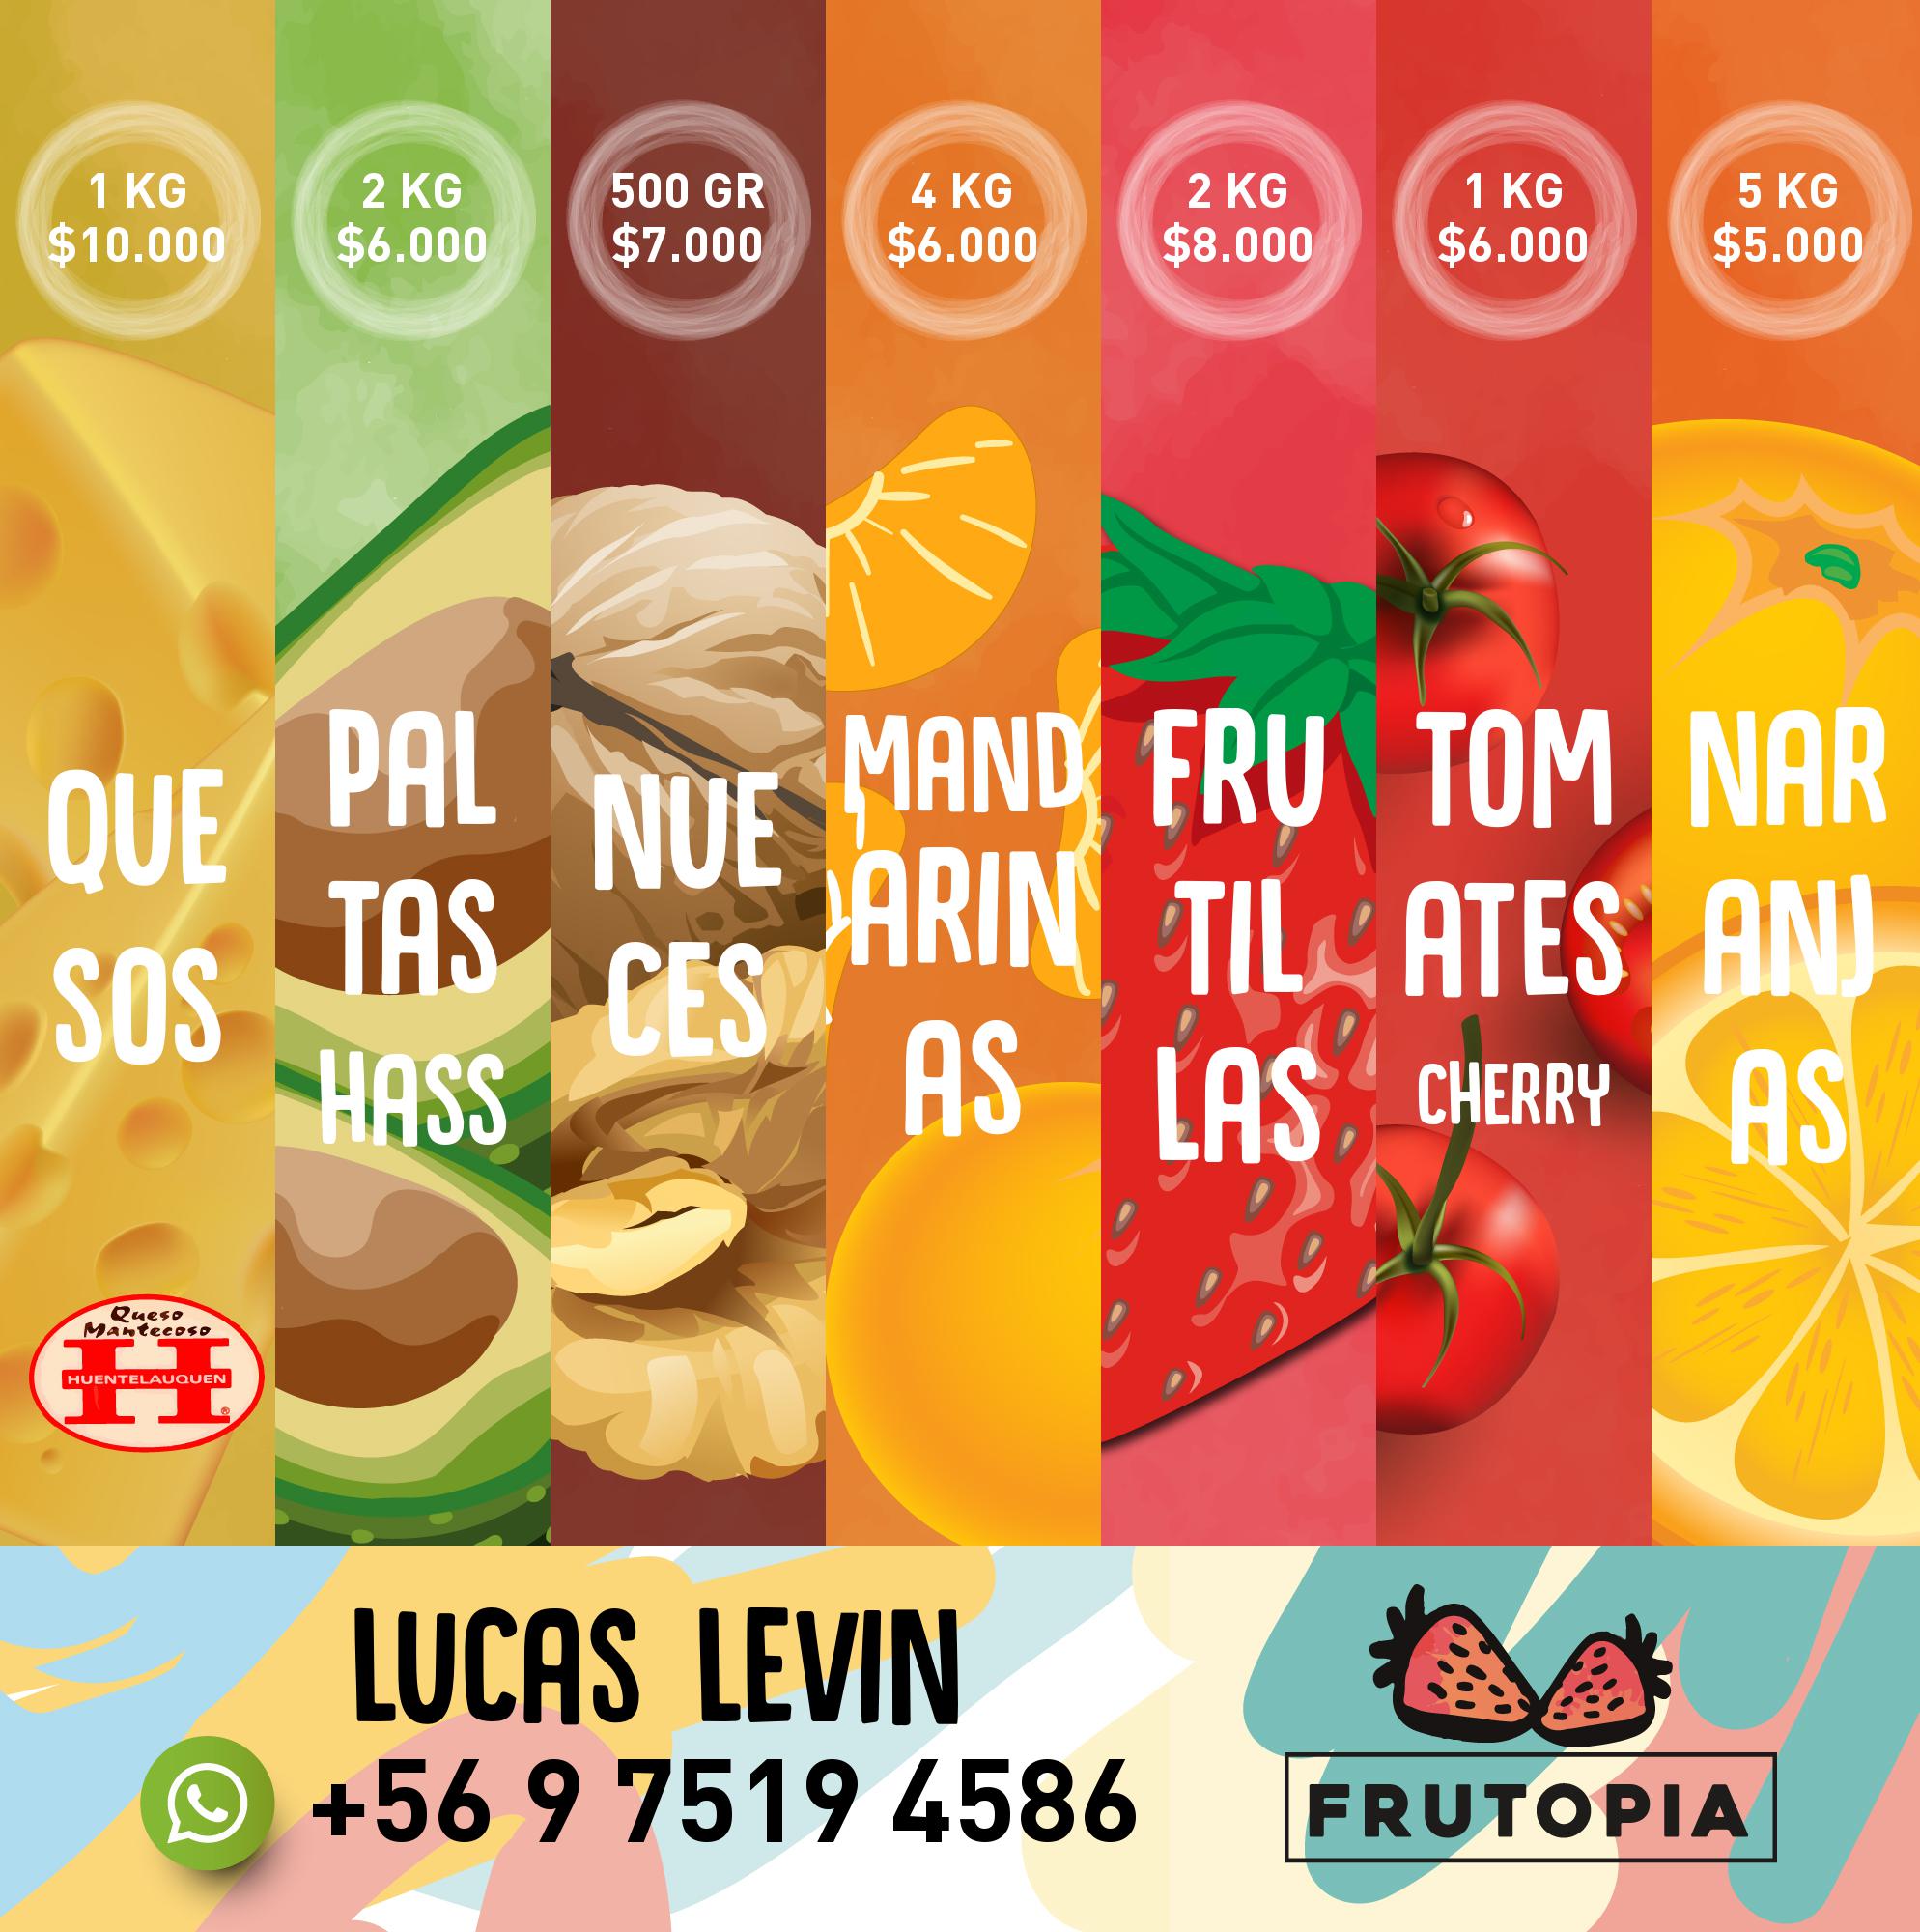 1 KG
$10.000
QUE
SOS
Queso
Mantecoso
HUENTELAUQUEN
®
2 KG
$6.000
PAL
TAS
HASS
500 GR
$7.000
NUE
CES
4 KG
$6.000
MAND
ARIN
AS
2 KG
$8.000
FRU
TIL
LAS
1 KG
$6.000
TOM
ATES
CHERRY
5 KG
$5.000
NAR
ANJ
AS
LUCAS LEVIN
+56 9 7519 4586
FRUTOPIA